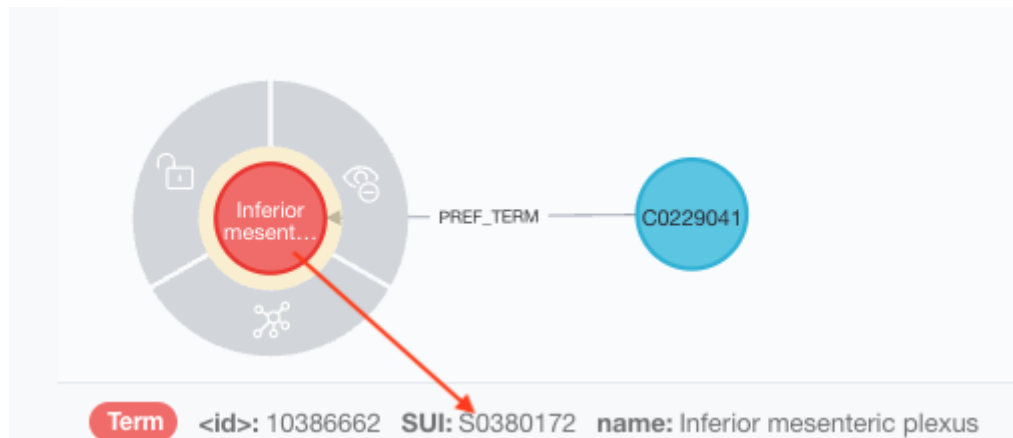 Inferior
mesent...
PREF_TERM
C0229041
Term <id>: 10386662 SUI: S0380172 name: Inferior mesenteric plexus